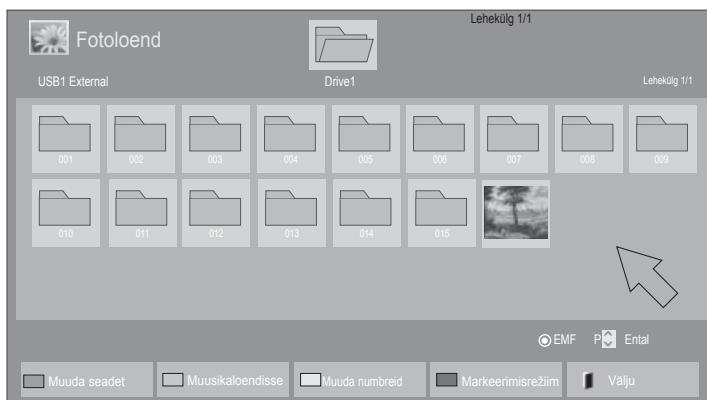 Lehekülg 1/1
Fotoloend
USB1 External Drive1 Lehekülg 1/1
001 002 003 004 005 006 007 008 009
010 011 012 013 014 015
EMF P Ental
Muuda seadet Muusikaloendisse Muuda numbreid Markeerimisrežiim Välju